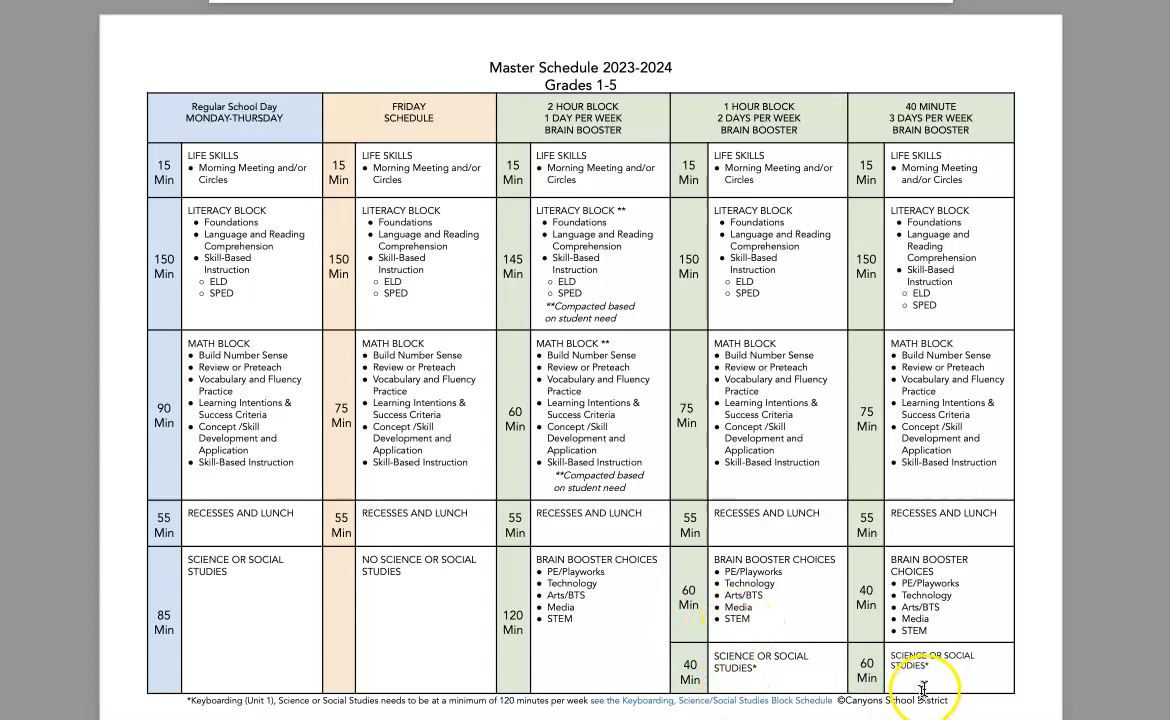 Master Schedule 2023-2024
Grades 1-5
Regular School Day
MONDAY-THURSDAY
FRIDAY
SCHEDULE
2 HOUR BLOCK
1 DAY PER WEEK
BRAIN BOOSTER
1 HOUR BLOCK
2 DAYS PER WEEK
BRAIN BOOSTER
40 MINUTE
3 DAYS PER WEEK
BRAIN BOOSTER
15
Min
LIFE SKILLS
● Morning Meeting and/or
Circles
15
Min
LIFE SKILLS
● Morning Meeting and/or
Circles
15
Min
LIFE SKILLS
● Morning Meeting and/or
Circles
15
Min
LIFE SKILLS
● Morning Meeting and/or
Circles
15
Min
LIFE SKILLS
● Morning Meeting
and/or Circles
150
Min
LITERACY BLOCK
● Foundations
● Language and Reading
Comprehension
● Skill-Based
Instruction
○ ELD
○ SPED
150
Min
LITERACY BLOCK
● Foundations
● Language and Reading
Comprehension
● Skill-Based
Instruction
○ ELD
○ SPED
145
Min
LITERACY BLOCK **
● Foundations
● Language and Reading
Comprehension
● Skill-Based
Instruction
○ ELD
○ SPED
**Compacted based
on student need
150
Min
LITERACY BLOCK
● Foundations
● Language and Reading
Comprehension
● Skill-Based
Instruction
○ ELD
○ SPED
150
Min
LITERACY BLOCK
● Foundations
● Language and
Reading
Comprehension
● Skill-Based
Instruction
○ ELD
○ SPED
90
Min
MATH BLOCK
● Build Number Sense
● Review or Preteach
● Vocabulary and Fluency
Practice
● Learning Intentions &
Success Criteria
● Concept /Skill
Development and
Application
● Skill-Based Instruction
75
Min
MATH BLOCK
● Build Number Sense
● Review or Preteach
● Vocabulary and Fluency
Practice
● Learning Intentions &
Success Criteria
● Concept /Skill
Development and
Application
● Skill-Based Instruction
60
Min
MATH BLOCK **
● Build Number Sense
● Review or Preteach
● Vocabulary and Fluency
Practice
● Learning Intentions &
Success Criteria
● Concept /Skill
Development and
Application
● Skill-Based Instruction
**Compacted based
on student need
75
Min
MATH BLOCK
● Build Number Sense
● Review or Preteach
● Vocabulary and Fluency
Practice
● Learning Intentions &
Success Criteria
● Concept /Skill
Development and
Application
● Skill-Based Instruction
75
Min
MATH BLOCK
● Build Number Sense
● Review or Preteach
● Vocabulary and Fluency
Practice
● Learning Intentions &
Success Criteria
● Concept /Skill
Development and
Application
● Skill-Based Instruction
55
Min
RECESSES AND LUNCH
55
Min
RECESSES AND LUNCH
55
Min
RECESSES AND LUNCH
55
Min
RECESSES AND LUNCH
55
Min
RECESSES AND LUNCH
85
Min
SCIENCE OR SOCIAL
STUDIES
NO SCIENCE OR SOCIAL
STUDIES
120
Min
BRAIN BOOSTER CHOICES
● PE/Playworks
● Technology
● Arts/BTS
● Media
● STEM
60
Min
BRAIN BOOSTER CHOICES
● PE/Playworks
● Technology
● Arts/BTS
● Media
● STEM
40
Min
BRAIN BOOSTER
CHOICES
● PE/Playworks
● Technology
● Arts/BTS
● Media
● STEM
40
Min
SCIENCE OR SOCIAL
STUDIES*
60
Min
SCIENCE OR SOCIAL
STUDIES*
*Keyboarding (Unit 1), Science or Social Studies needs to be at a minimum of 120 minutes per week see the Keyboarding, Science/Social Studies Block Schedule ©Canyons School District